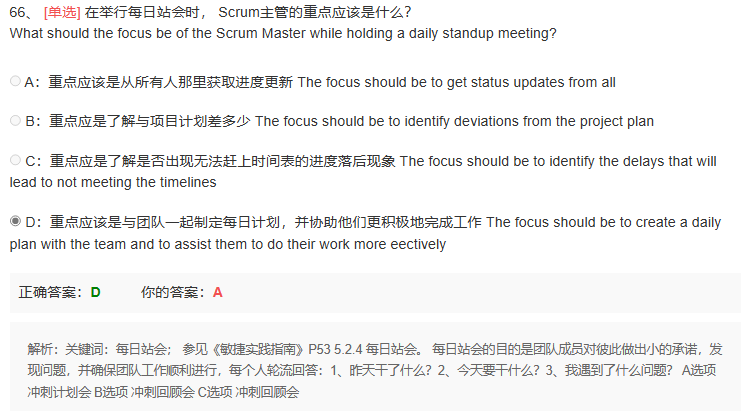 66、 [单选] 在举行每日站会时， Scrum主管的重点应该是什么？
What should the focus be of the Scrum Master while holding a daily standup meeting?
A：重点应该是从所有人那里获取进度更新 The focus should be to get status updates from all
B：重点应是了解与项目计划差多少 The focus should be to identify deviations from the project plan
C：重点应是了解是否出现无法赶上时间表的进度落后现象 The focus should be to identify the delays that will
lead to not meeting the timelines
D：重点应该是与团队一起制定每日计划，并协助他们更积极地完成工作 The focus should be to create a daily
plan with the team and to assist them to do their work more eectively
正确答案：D 你的答案：A
解析：关键词：每日站会； 参见《敏捷实践指南》P53 5.2.4 每日站会。 每日站会的目的是团队成员对彼此做出小的承诺，发
现问题，并确保团队工作顺利进行，每个人轮流回答：1、昨天干了什么？2、今天要干什么？3、我遇到了什么问题？ A选项
冲刺计划会 B选项 冲刺回顾会 C选项 冲刺回顾会